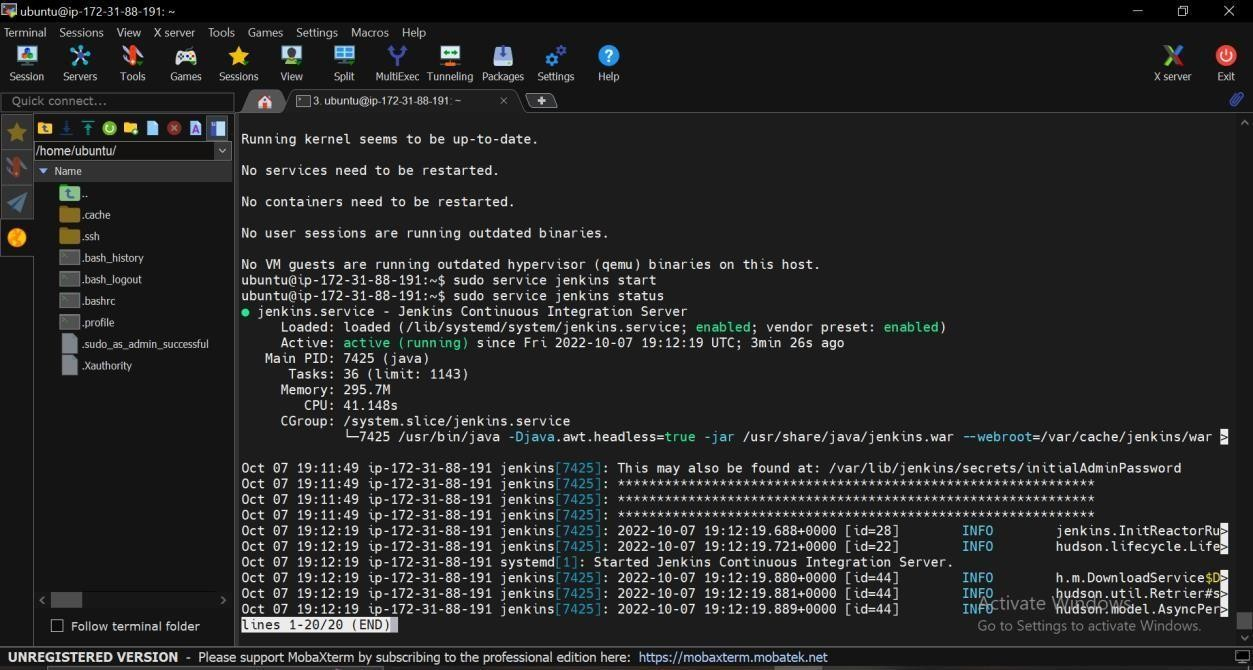 ubuntu@ip-172-31-88-191: ~
Terminal Sessions View X server Tools Games Settings Macros Help
Session Servers Tools Games Sessions View Split MultiExec Tunneling Packages Settings Help X server Exit
Quick connect...
3. ubuntu@ip-172-31-88-191: ~
/home/ubuntu/
Name
..
.cache
.ssh
.bash_history
.bash_logout
.bashrc
.profile
.sudo_as_admin_successful
.Xauthority
Follow terminal folder
Running kernel seems to be up-to-date.
No services need to be restarted.
No containers need to be restarted.
No user sessions are running outdated binaries.
No VM guests are running outdated hypervisor (qemu) binaries on this host.
ubuntu@ip-172-31-88-191:~$ sudo service jenkins start
ubuntu@ip-172-31-88-191:~$ sudo service jenkins status
● jenkins.service - Jenkins Continuous Integration Server
Loaded: loaded (/lib/systemd/system/jenkins.service; enabled; vendor preset: enabled)
Active: active (running) since Fri 2022-10-07 19:12:19 UTC; 3min 26s ago
Main PID: 7425 (java)
Tasks: 36 (limit: 1143)
Memory: 295.7M
CPU: 41.148s
CGroup: /system.slice/jenkins.service
└─7425 /usr/bin/java -Djava.awt.headless=true -jar /usr/share/java/jenkins.war --webroot=/var/cache/jenkins/war >
Oct 07 19:11:49 ip-172-31-88-191 jenkins[7425]: This may also be found at: /var/lib/jenkins/secrets/initialAdminPassword
Oct 07 19:11:49 ip-172-31-88-191 jenkins[7425]: *************************************************************
Oct 07 19:11:49 ip-172-31-88-191 jenkins[7425]: *************************************************************
Oct 07 19:11:49 ip-172-31-88-191 jenkins[7425]: *************************************************************
Oct 07 19:12:19 ip-172-31-88-191 jenkins[7425]: 2022-10-07 19:12:19.688+0000 [id=28] INFO jenkins.InitReactorRu>
Oct 07 19:12:19 ip-172-31-88-191 jenkins[7425]: 2022-10-07 19:12:19.721+0000 [id=22] INFO hudson.lifecycle.Life>
Oct 07 19:12:19 ip-172-31-88-191 systemd[1]: Started Jenkins Continuous Integration Server.
Oct 07 19:12:19 ip-172-31-88-191 jenkins[7425]: 2022-10-07 19:12:19.880+0000 [id=44] INFO h.m.DownloadService$D>
Oct 07 19:12:19 ip-172-31-88-191 jenkins[7425]: 2022-10-07 19:12:19.881+0000 [id=44] INFO hudson.util.Retrier#s>
Oct 07 19:12:19 ip-172-31-88-191 jenkins[7425]: 2022-10-07 19:12:19.889+0000 [id=44] INFO hudson.model.AsyncPer>
lines 1-20/20 (END)
Activate Windows
Go to Settings to activate Windows.
UNREGISTERED VERSION - Please support MobaXterm by subscribing to the professional edition here: https://mobaxterm.mobatek.net